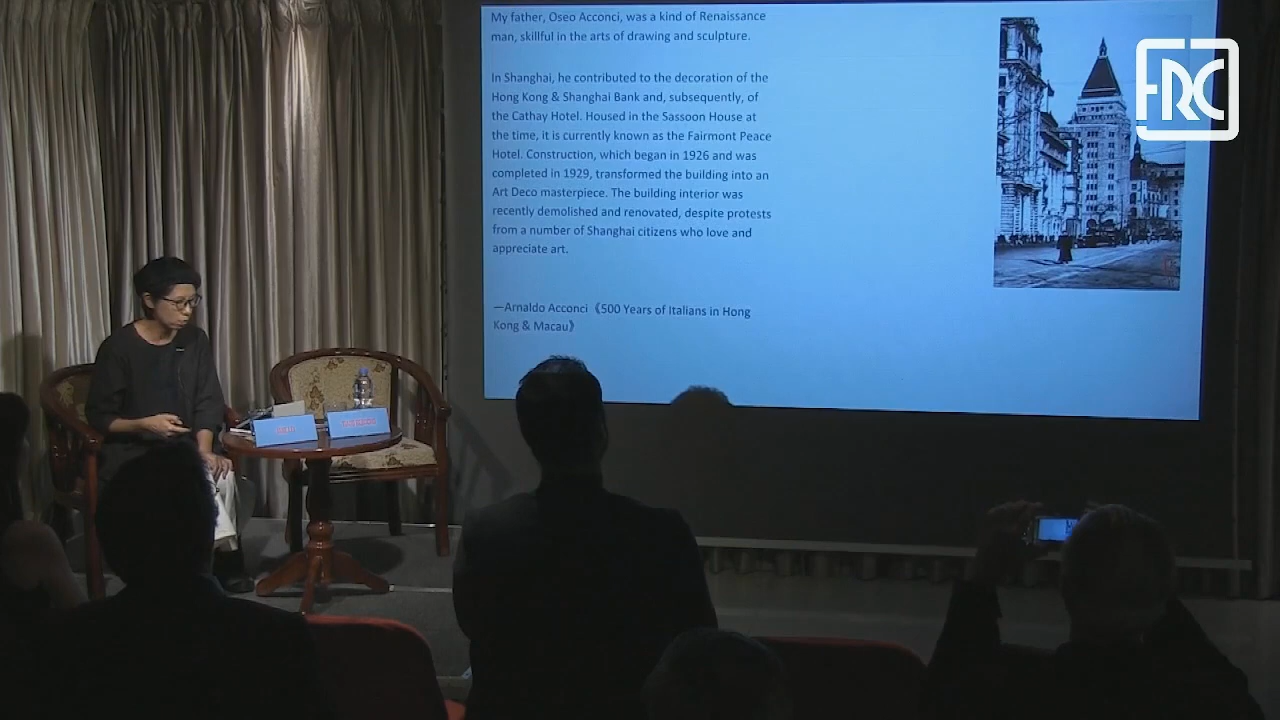 My father, Oseo Acconci, was a kind of Renaissance
man, skillful in the arts of drawing and sculpture.
In Shanghai, he contributed to the decoration of the
Hong Kong & Shanghai Bank and, subsequently, of
the Cathay Hotel. Housed in the Sassoon House at
the time, it is currently known as the Fairmont Peace
Hotel. Construction, which began in 1926 and was
completed in 1929, transformed the building into an
Art Deco masterpiece. The building interior was
recently demolished and renovated, despite protests
from a number of Shanghai citizens who love and
appreciate art.
—Arnaldo Acconci《500 Years of Italians in Hong
Kong & Macau》
FRC